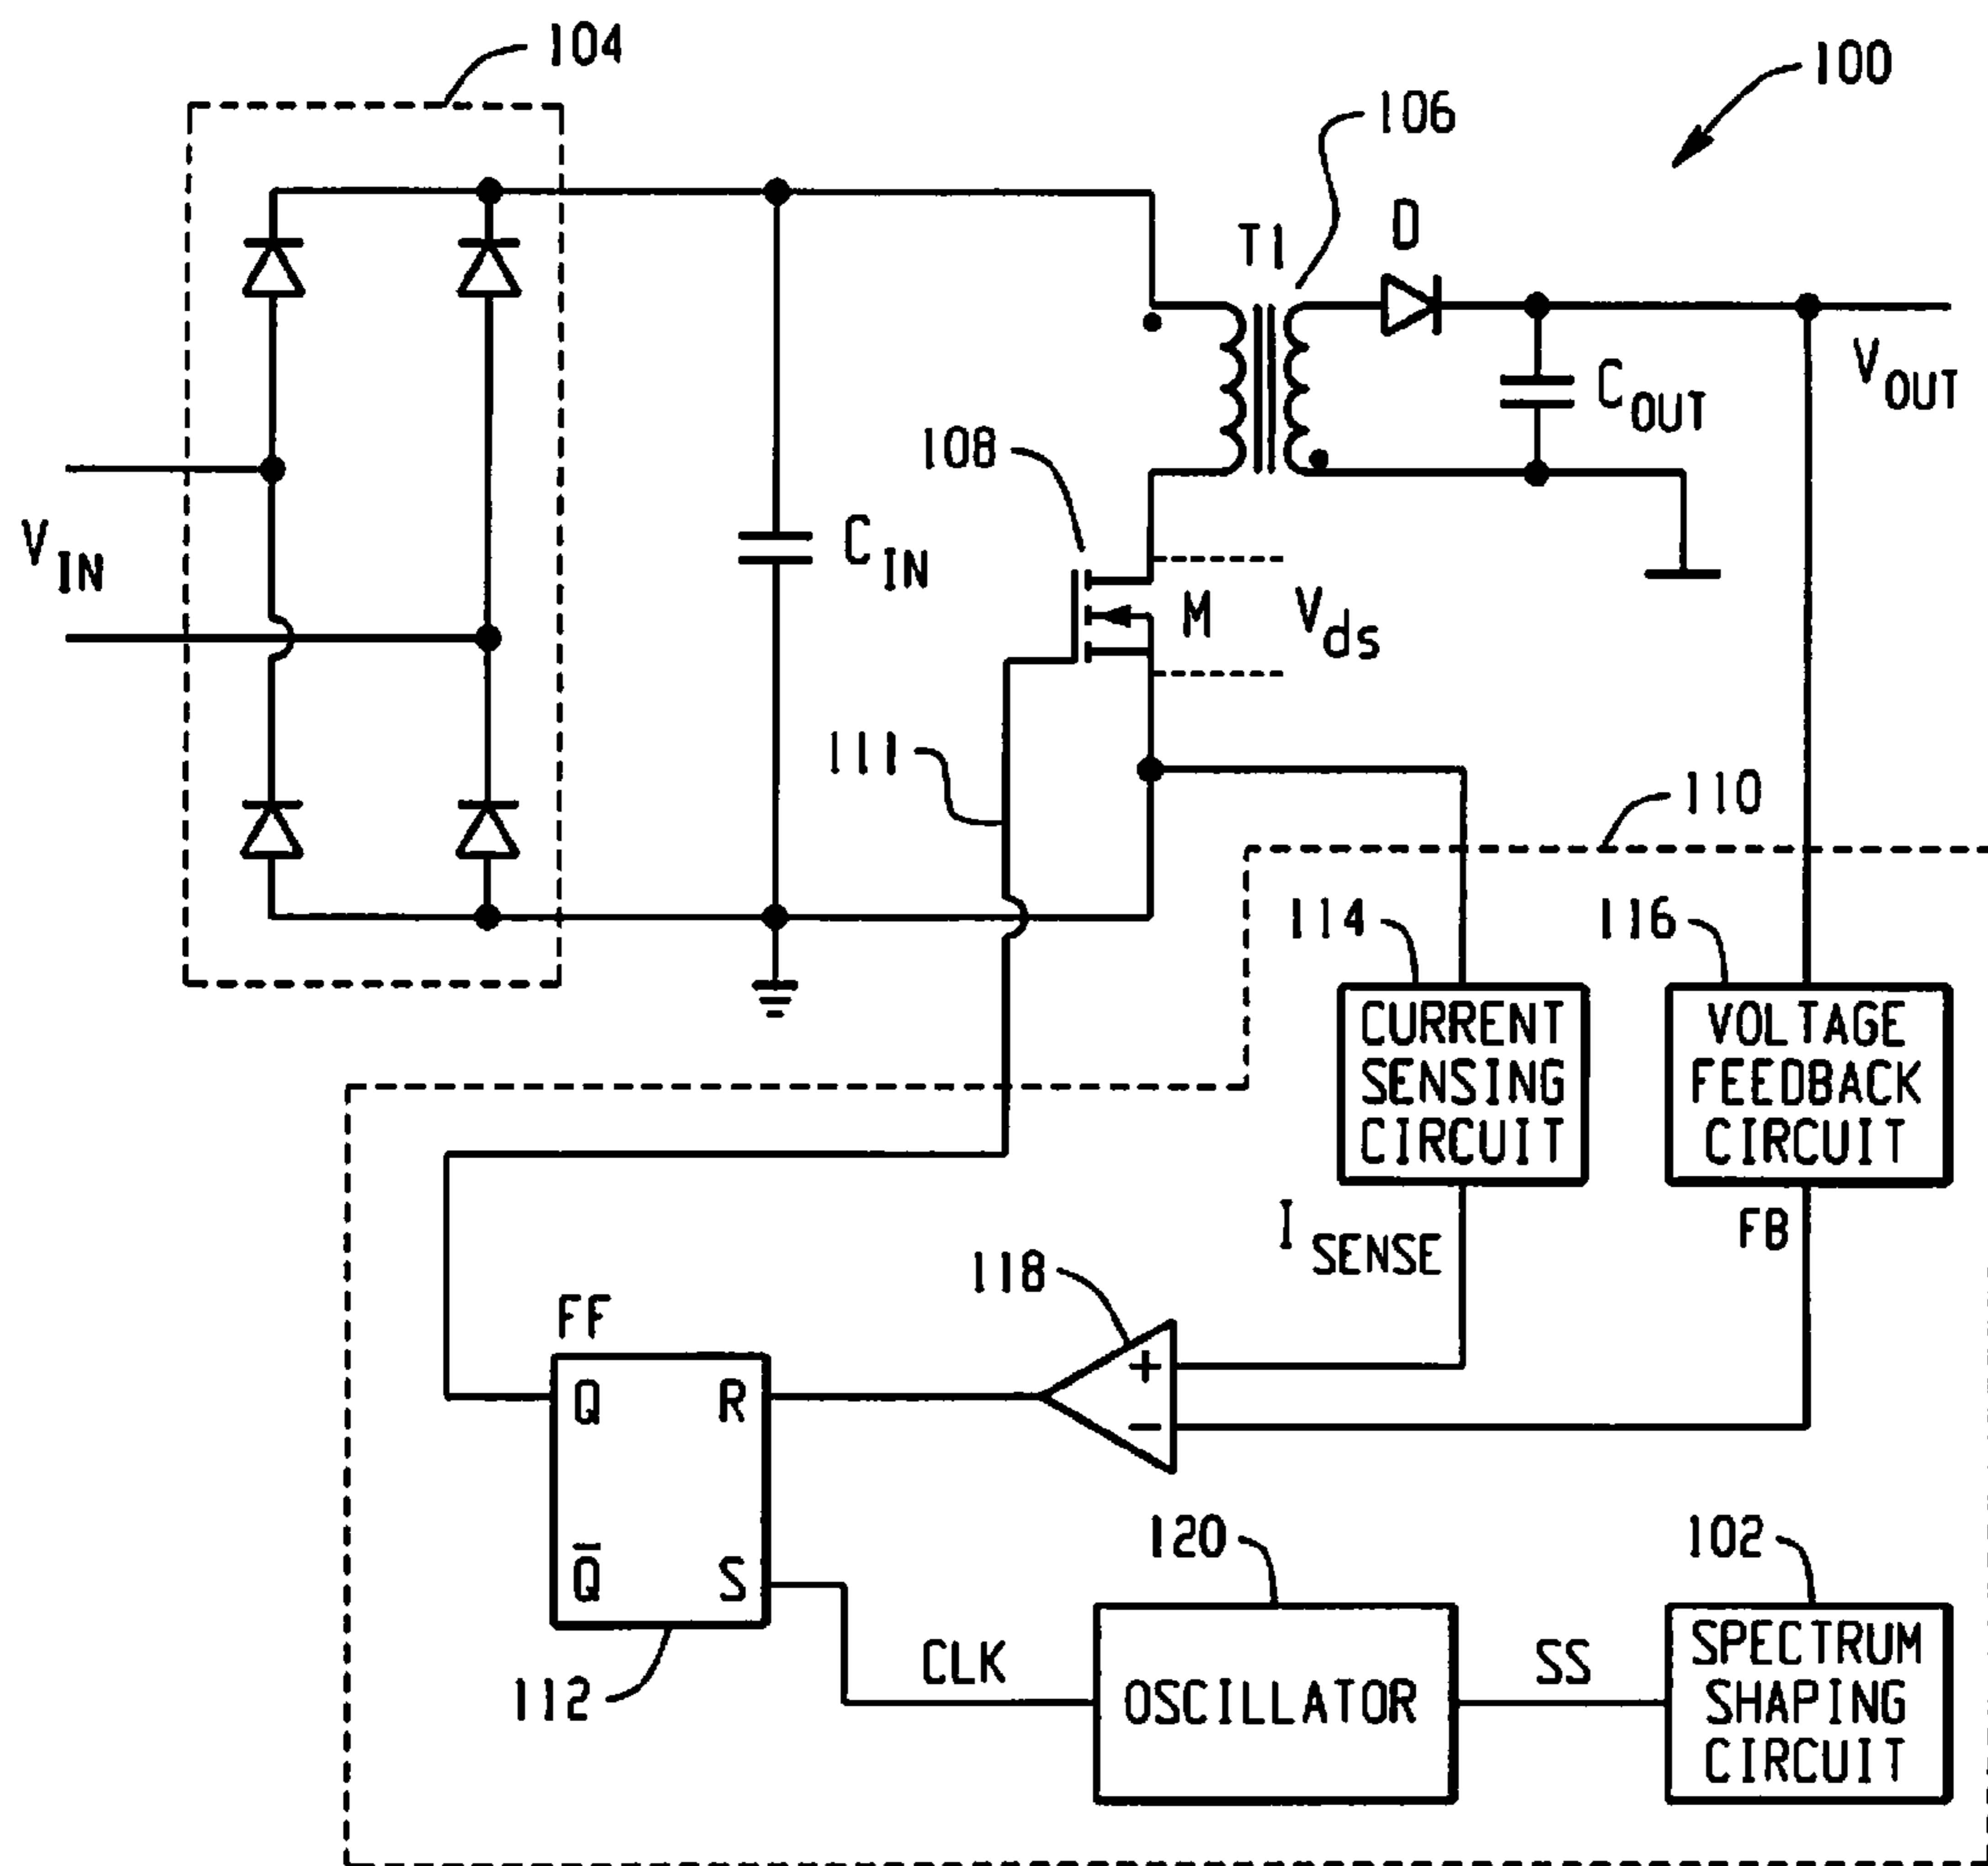 104
100
106
T1
D
V OUT
C OUT
108
V IN
C IN
M
V ds
111
110
114
116
CURRENT
SENSING
CIRCUIT
VOLTAGE
FEEDBACK
CIRCUIT
I SENSE
FB
118
FF
Q
R
+
−
Q̅
S
120
102
CLK
OSCILLATOR
SS
SPECTRUM
SHAPING
CIRCUIT
112